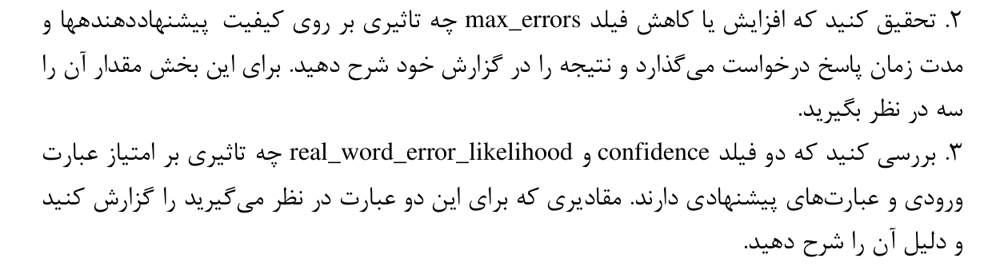 ۲. تحقیق کنید که افزایش یا کاهش فیلد max_errors چه تاثیری بر روی کیفیت پیشنهاددهندهها و
مدت زمان پاسخ درخواست می‌گذارد و نتیجه را در گزارش خود شرح دهید. برای این بخش مقدار آن را
سه در نظر بگیرید.
۳. بررسی کنید که دو فیلد confidence و real_word_error_likelihood چه تاثیری بر امتیاز عبارت
ورودی و عبارت‌های پیشنهادی دارند. مقادیری که برای این دو عبارت در نظر می‌گیرید را گزارش کنید
و دلیل آن را شرح دهید.